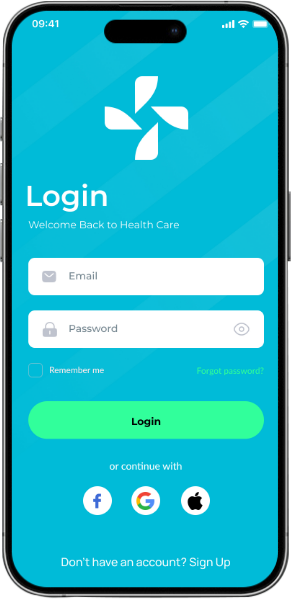 09:41
Login
Welcome Back to Health Care
Email
Password
Remember me
Forgot password?
Login
or continue with
Don't have an account? Sign Up